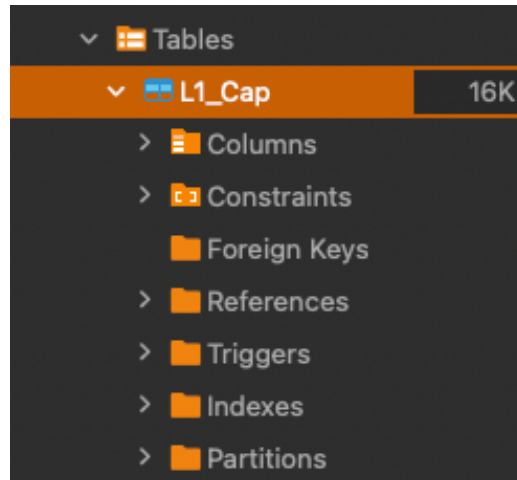 Tables
L1_Cap 16K
Columns
Constraints
Foreign Keys
References
Triggers
Indexes
Partitions